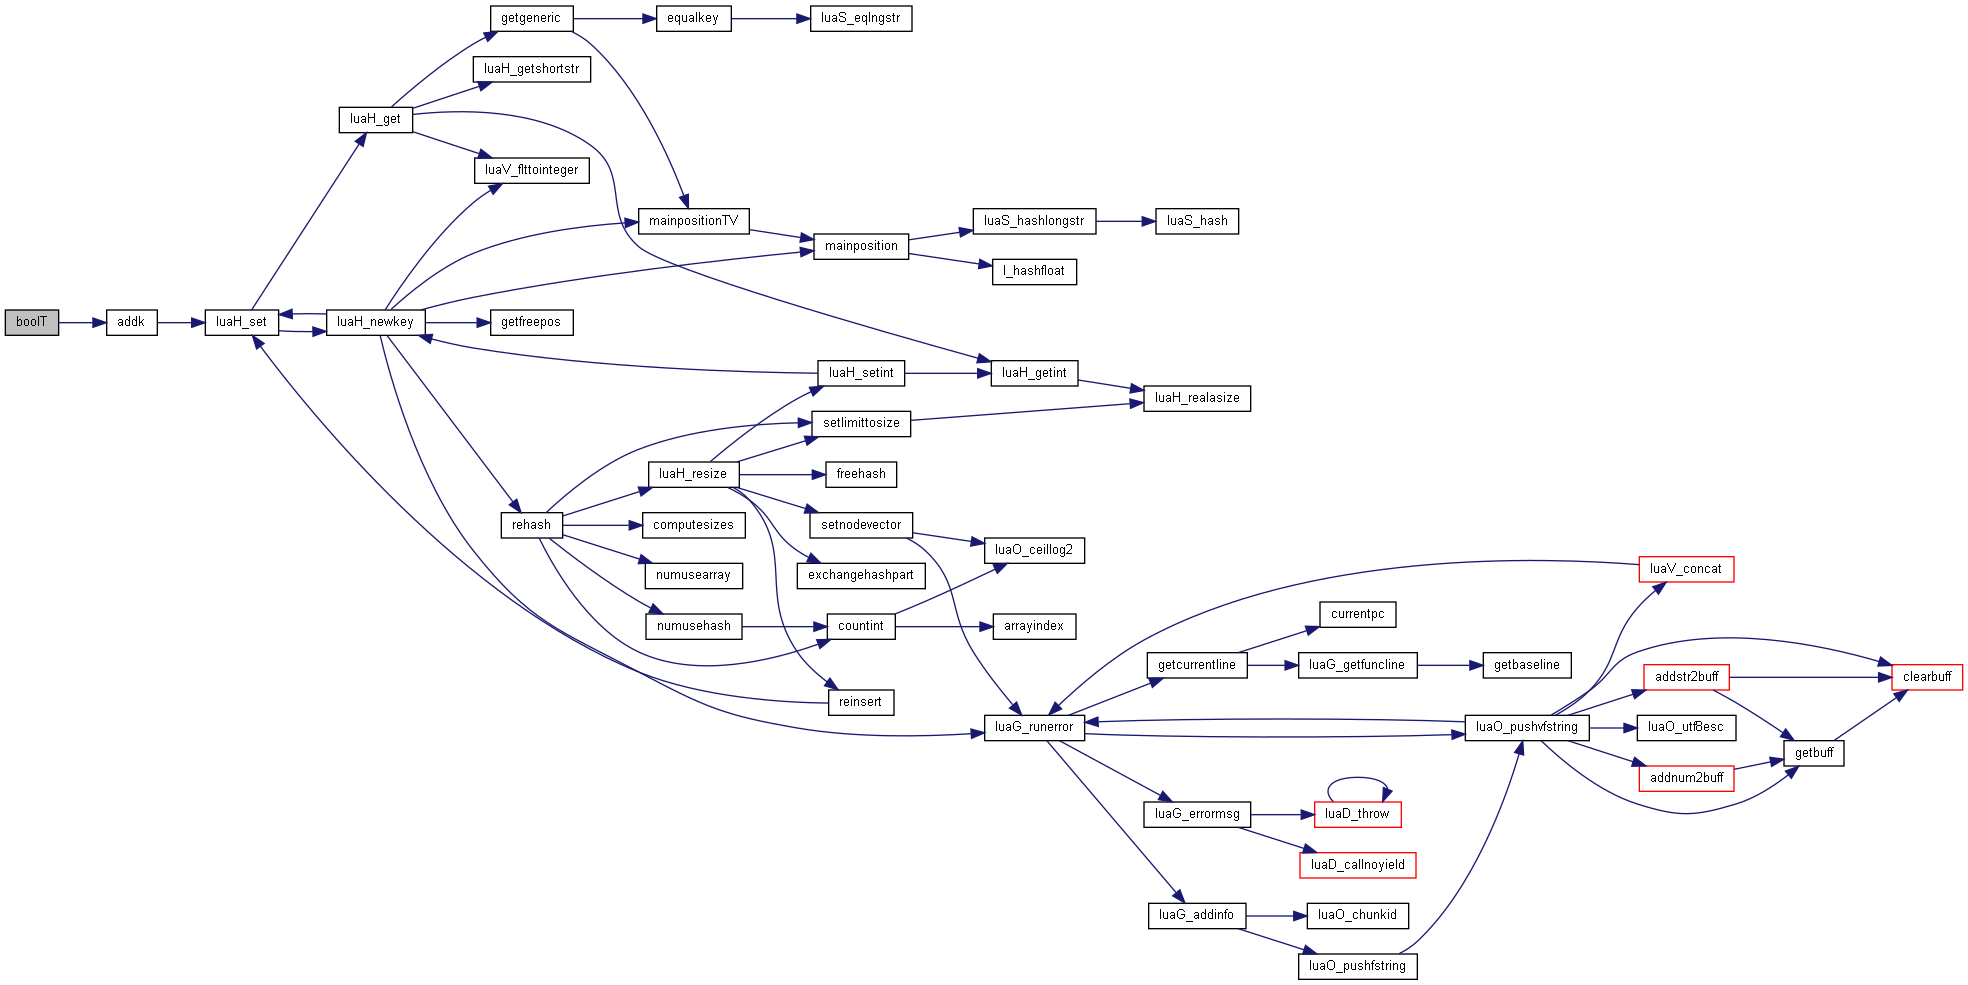 getgeneric
equalkey
luaS_eqlngstr
luaH_getshortstr
luaH_get
luaV_flttointeger
mainpositionTV
luaS_hashlongstr
luaS_hash
mainposition
l_hashfloat
boolT
addk
luaH_set
luaH_newkey
getfreepos
luaH_setint
luaH_getint
luaH_realasize
setlimittosize
luaH_resize
freehash
rehash
computesizes
setnodevector
luaO_ceillog2
numusearray
exchangehashpart
luaV_concat
numusehash
countint
arrayindex
currentpc
getcurrentline
luaG_getfuncline
getbaseline
addstr2buff
clearbuff
reinsert
luaG_runerror
luaO_pushvfstring
luaO_utf8esc
getbuff
addnum2buff
luaG_errormsg
luaD_throw
luaD_callnoyield
luaG_addinfo
luaO_chunkid
luaO_pushfstring